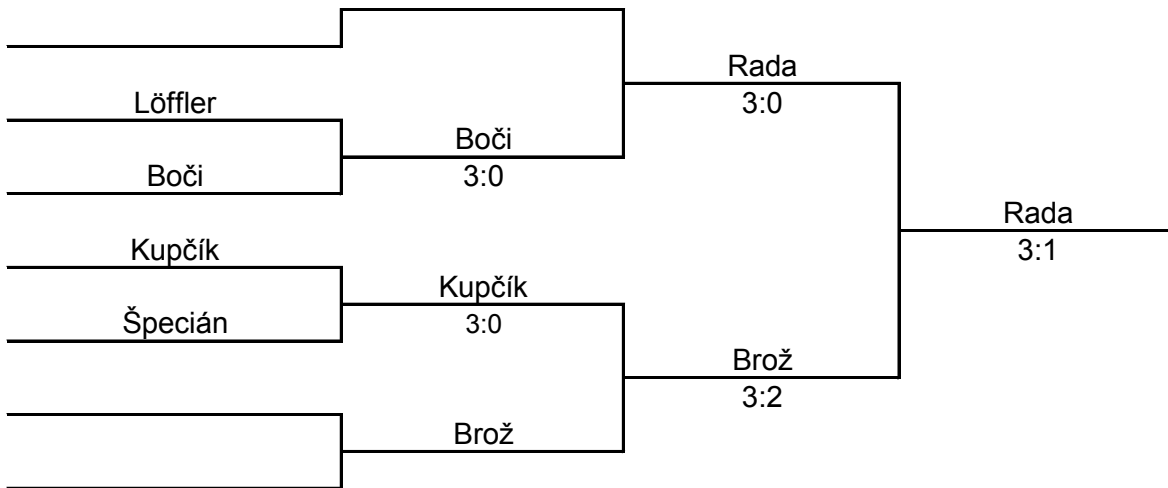 Rada
3:0
Löffler
Boči
3:0
Boči
Rada
3:1
Kupčík
Kupčík
3:0
Špecián
Brož
3:2
Brož